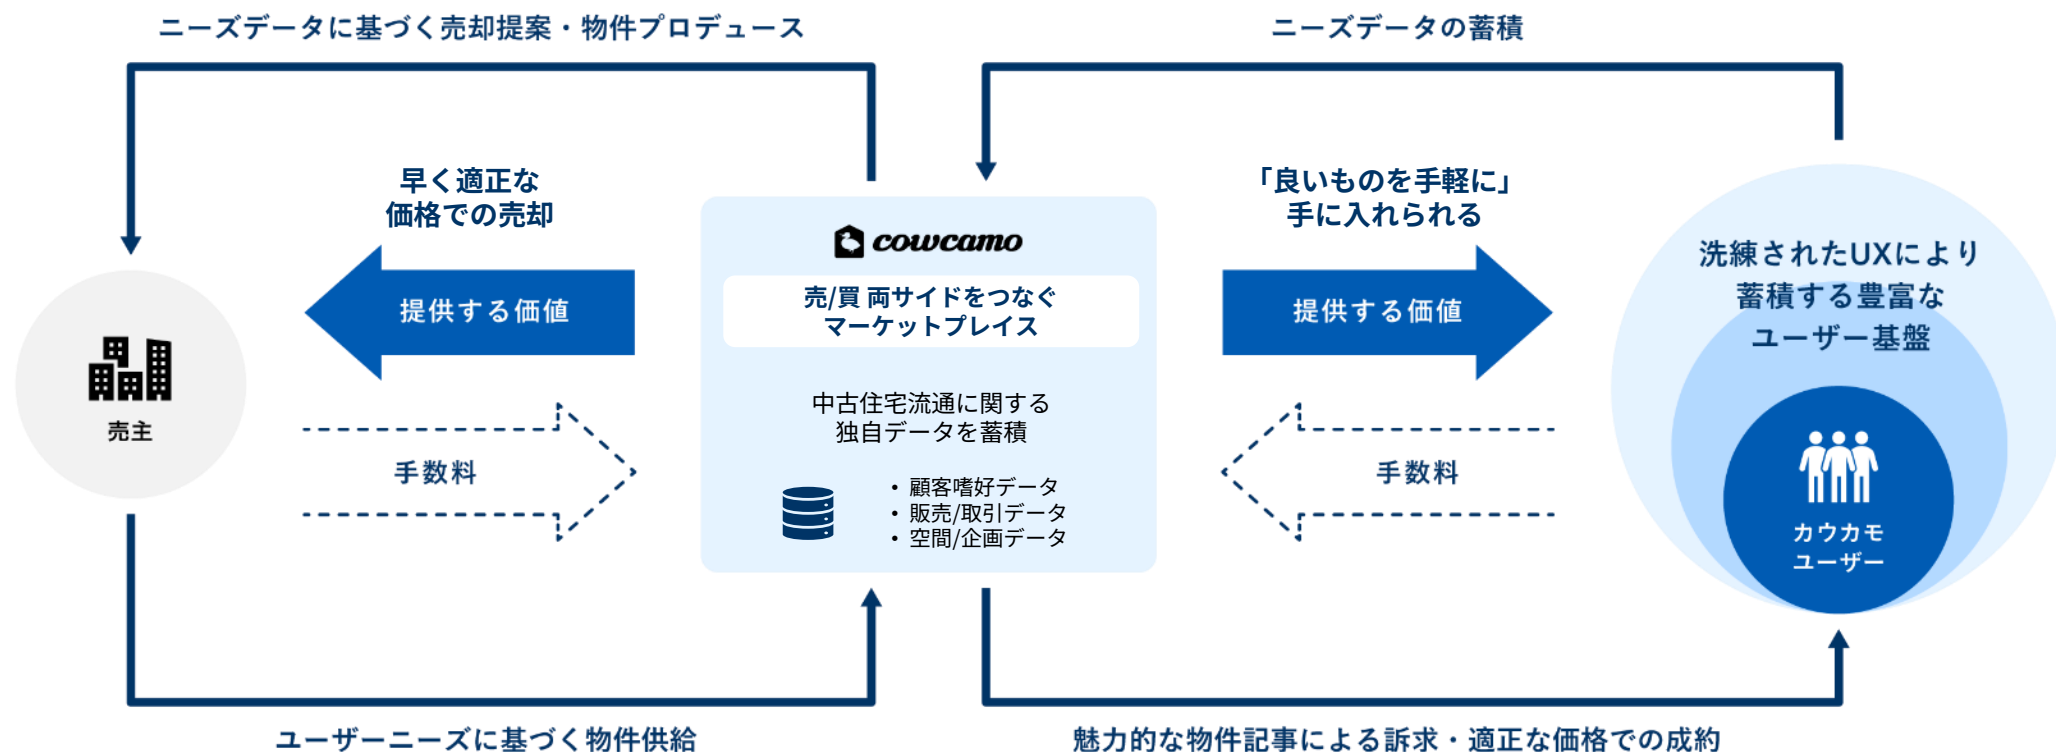 ニーズデータに基づく売却提案・物件プロデュース
ニーズデータの蓄積
早く適正な
価格での売却
提供する価値
手数料
売主
cowcamo
売/買 両サイドをつなぐ
マーケットプレイス
中古住宅流通に関する
独自データを蓄積
• 顧客嗜好データ
• 販売/取引データ
• 空間/企画データ
「良いものを手軽に」
手に入れられる
提供する価値
手数料
洗練されたUXにより
蓄積する豊富な
ユーザー基盤
カウカモ
ユーザー
ユーザーニーズに基づく物件供給
魅力的な物件記事による訴求・適正な価格での成約